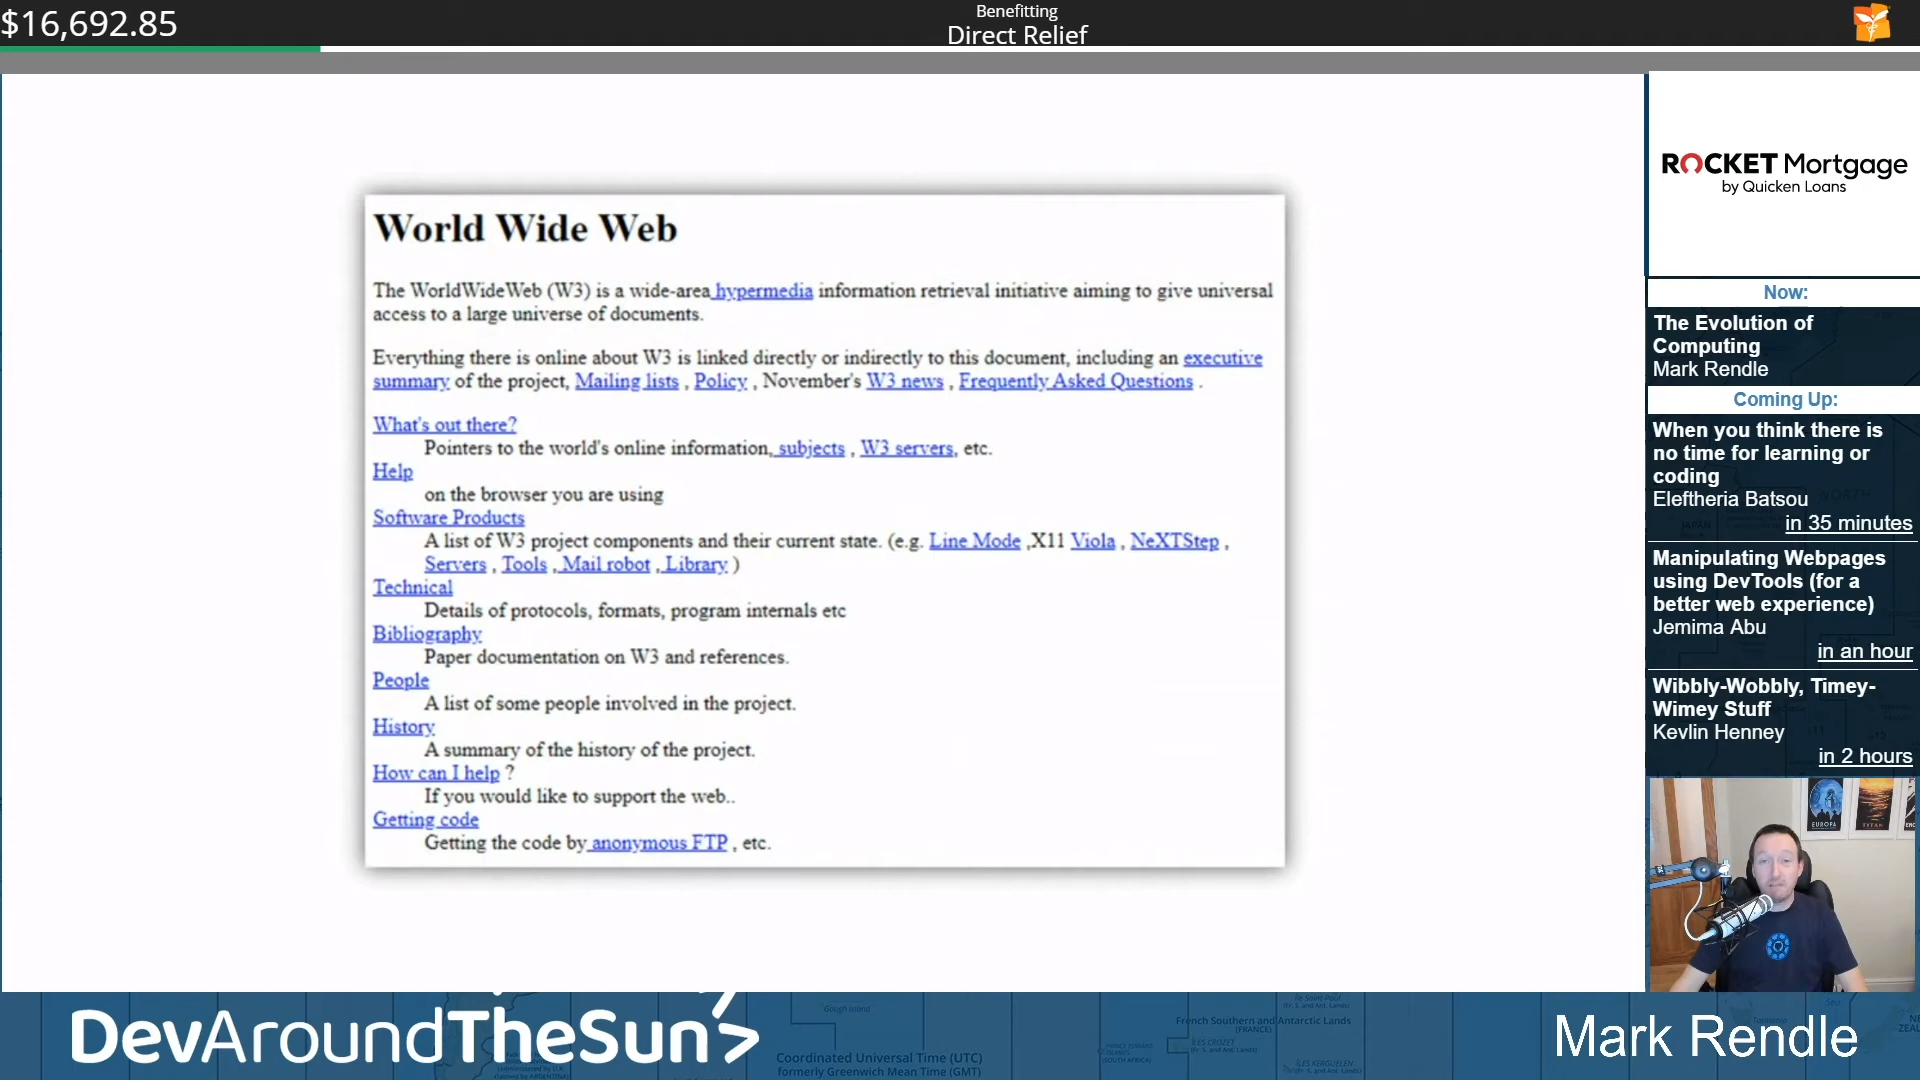 $16,692.85
Benefitting
Direct Relief
World Wide Web
The WorldWideWeb (W3) is a wide-area hypermedia information retrieval initiative aiming to give universal
access to a large universe of documents.
Everything there is online about W3 is linked directly or indirectly to this document, including an executive
summary of the project, Mailing lists , Policy , November's W3 news , Frequently Asked Questions .
What's out there?
Pointers to the world's online information, subjects , W3 servers, etc.
Help
on the browser you are using
Software Products
A list of W3 project components and their current state. (e.g. Line Mode ,X11 Viola , NeXTStep ,
Servers , Tools , Mail robot , Library )
Technical
Details of protocols, formats, program internals etc
Bibliography
Paper documentation on W3 and references.
People
A list of some people involved in the project.
History
A summary of the history of the project.
How can I help ?
If you would like to support the web..
Getting code
Getting the code by anonymous FTP , etc.
ROCKET Mortgage
by Quicken Loans
Now:
The Evolution of
Computing
Mark Rendle
Coming Up:
When you think there is
no time for learning or
coding
Eleftheria Batsou
in 35 minutes
Manipulating Webpages
using DevTools (for a
better web experience)
Jemima Abu
in an hour
Wibbly-Wobbly, Timey-
Wimey Stuff
Kevlin Henney
in 2 hours
EUROPA
TITAN
DevAroundTheSun
Gough Island
Coordinated Universal Time (UTC)
formerly Greenwich Mean Time (GMT)
French Southern and Antarctic Lands
(FRANCE)
ÎLES CROZET
ÎLES KERGUELEN
Mark Rendle